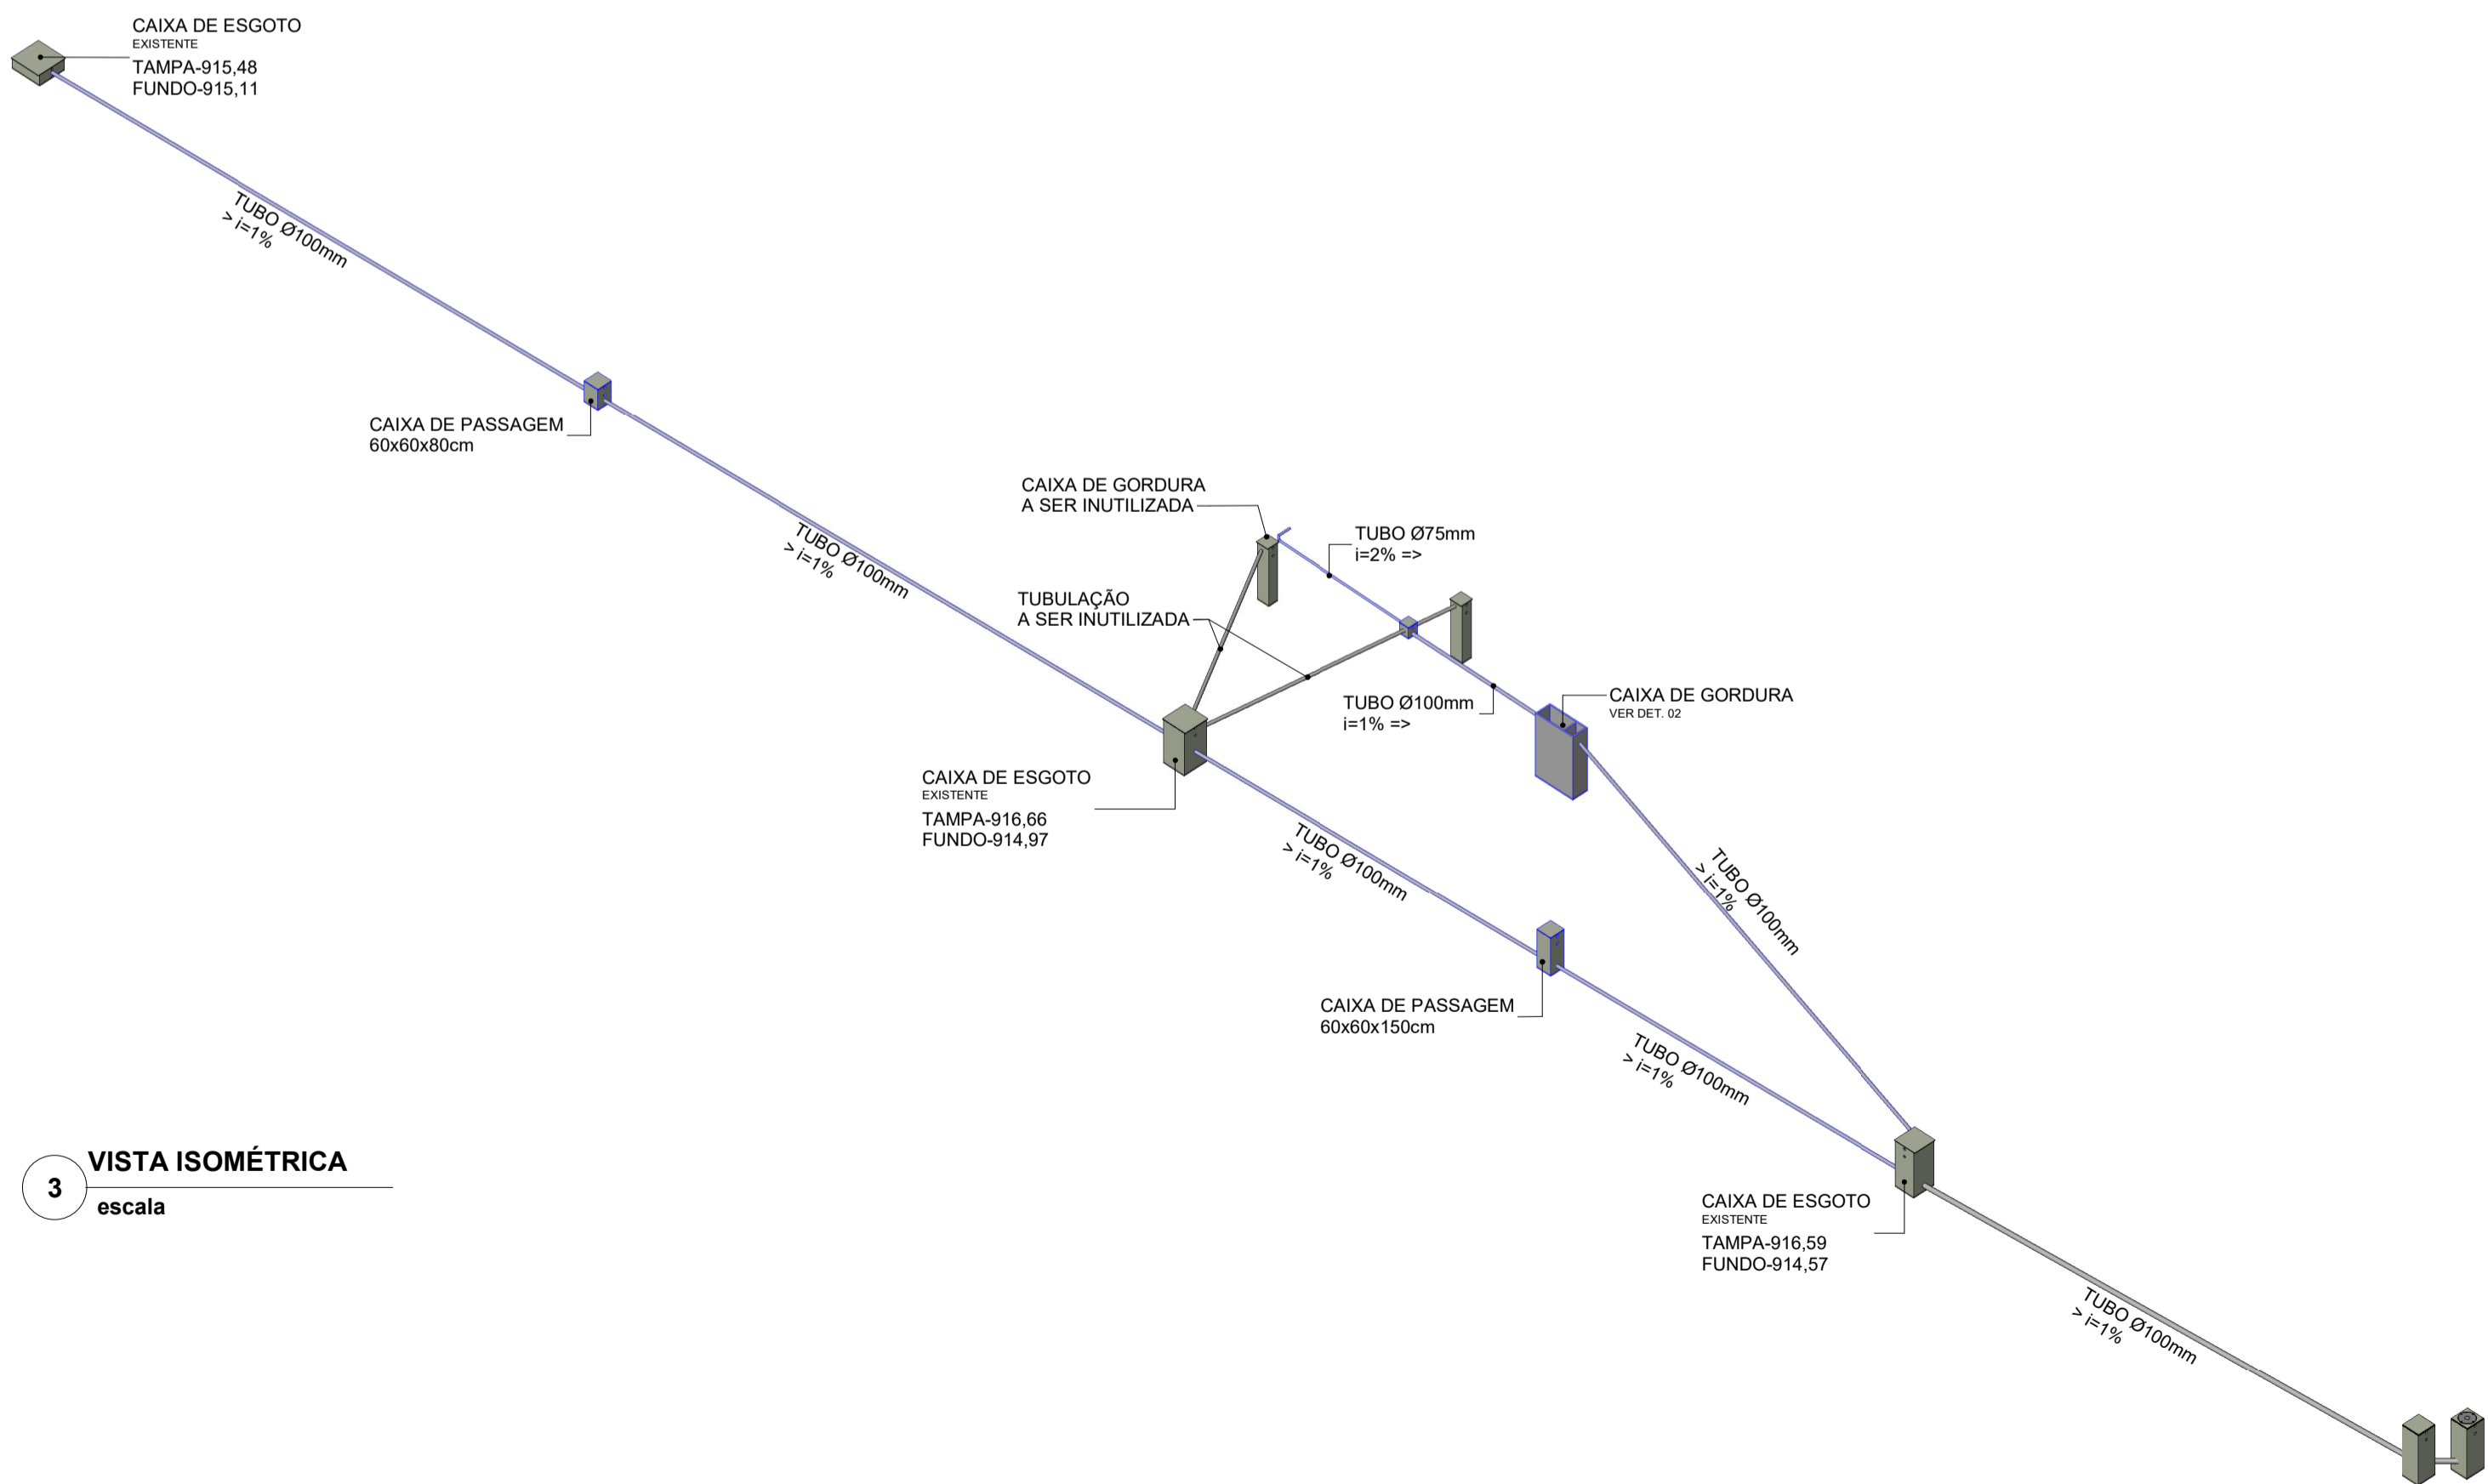 CAIXA DE ESGOTO
EXISTENTE
TAMPA-915,48
FUNDO-915,11
TUBO Ø100mm
> i=1%
CAIXA DE PASSAGEM
60x60x80cm
TUBO Ø100mm
> i=1%
CAIXA DE GORDURA
A SER INUTILIZADA
TUBO Ø75mm
i=2% =>
TUBULAÇÃO
A SER INUTILIZADA
TUBO Ø100mm
i=1% =>
CAIXA DE GORDURA
VER DET. 02
CAIXA DE ESGOTO
EXISTENTE
TAMPA-916,66
FUNDO-914,97
TUBO Ø100mm
> i=1%
TUBO Ø100mm
> i=1%
CAIXA DE PASSAGEM
60x60x150cm
TUBO Ø100mm
> i=1%
3
VISTA ISOMÉTRICA
escala
CAIXA DE ESGOTO
EXISTENTE
TAMPA-916,59
FUNDO-914,57
TUBO Ø100mm
> i=1%